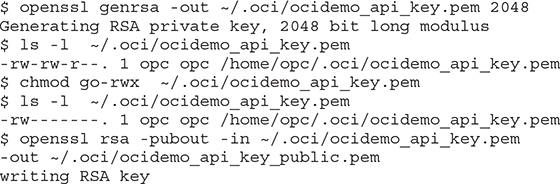 $ openssl genrsa -out ~/.oci/ocidemo_api_key.pem 2048
Generating RSA private key, 2048 bit long modulus
$ ls -l  ~/.oci/ocidemo_api_key.pem
-rw-rw-r--. 1 opc opc /home/opc/.oci/ocidemo_api_key.pem
$ chmod go-rwx  ~/.oci/ocidemo_api_key.pem
$ ls -l ~/.oci/ocidemo_api_key.pem
-rw-------. 1 opc opc /home/opc/.oci/ocidemo_api_key.pem
$ openssl rsa -pubout -in ~/.oci/ocidemo_api_key.pem
-out ~/.oci/ocidemo_api_key_public.pem
writing RSA key